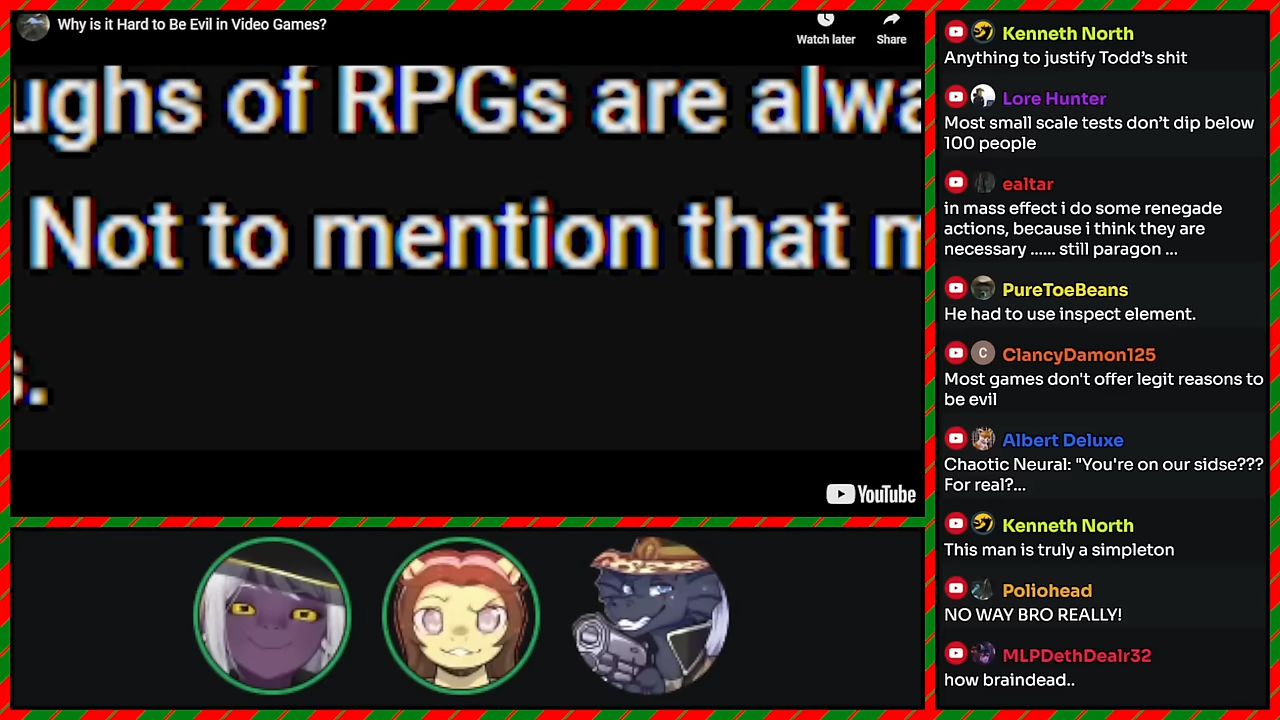 Why is it Hard to Be Evil in Video Games?
Watch later
Share
ughs of RPGs are alwa
Not to mention that
s.
YouTube
Kenneth North
Anything to justify Todd’s shit
Lore Hunter
Most small scale tests don’t dip below
100 people
ealtar
in mass effect i do some renegade
actions, because i think they are
necessary ...... still paragon ...
PureToeBeans
He had to use inspect element.
C
ClancyDamon125
Most games don't offer legit reasons to
be evil
Albert Deluxe
Chaotic Neural: "You're on our sidse???
For real?...
Kenneth North
This man is truly a simpleton
Poliohead
NO WAY BRO REALLY!
MLPDethDealr32
how braindead..